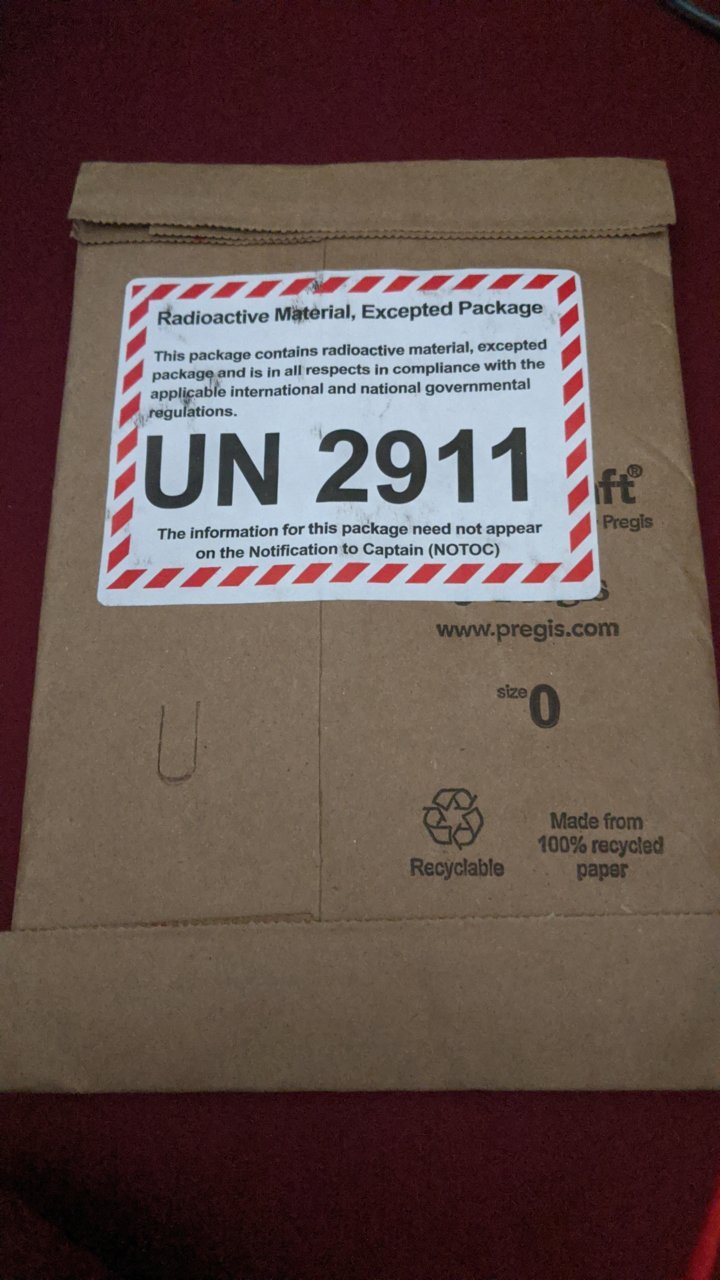 Radioactive Material, Excepted Package
This package contains radioactive material, excepted
package and is in all respects in compliance with the
applicable international and national governmental
regulations.
UN 2911
The information for this package need not appear
on the Notification to Captain (NOTOC)
ft®
Pregis
www.pregis.com
size 0
Recyclable
Made from
100% recycled
paper